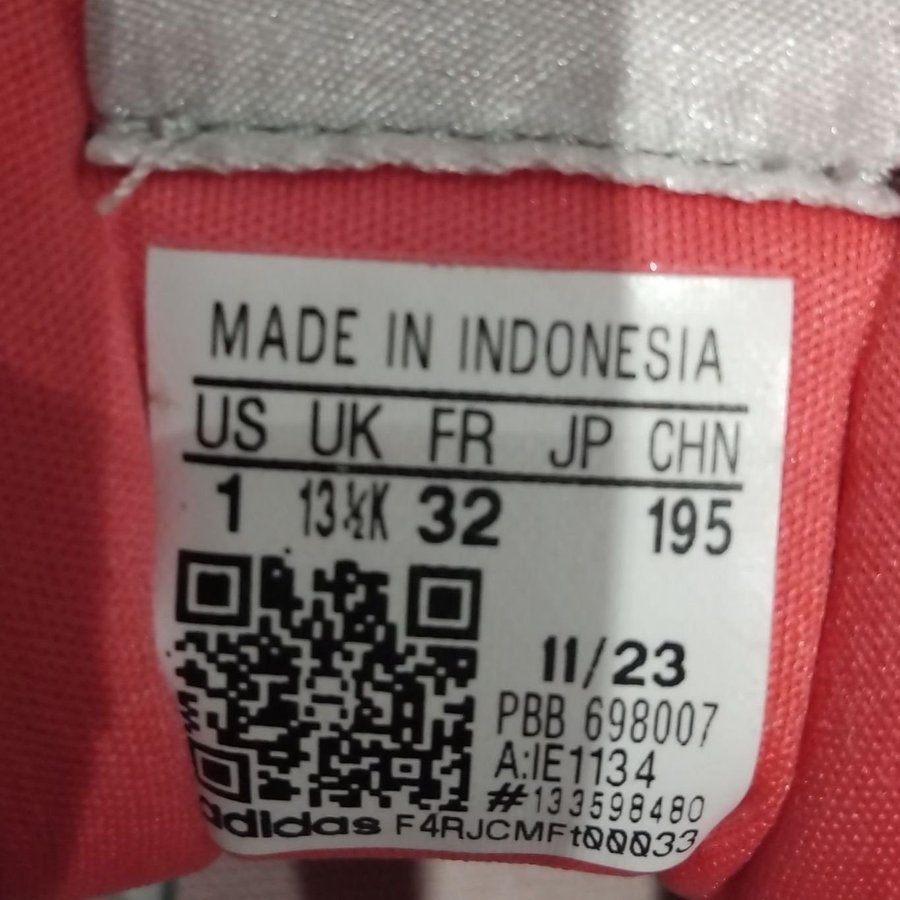 MADE IN INDONESIA
US UK FR JP CHN
1 13½K 32 195
11/23
PBB 698007
A:IE1134
#133598480
adidas F4RJCMFt00033